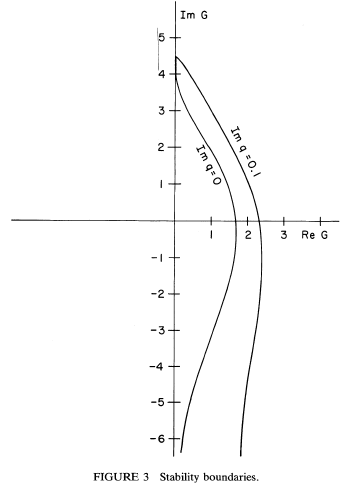 Im G
5
4
3
2
1
Im q=0.1
Im q=0
1 2 3 Re G
-1
-2
-3
-4
-5
-6
FIGURE 3 Stability boundaries.